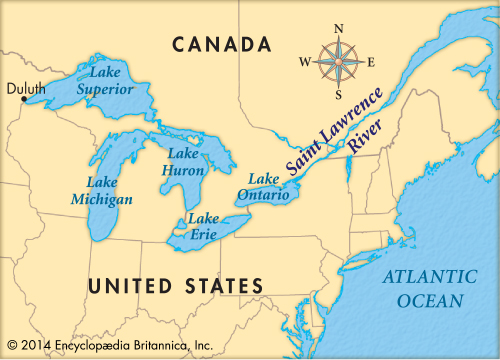 CANADA
N
W
E
S
Duluth
Lake
Superior
Saint Lawrence
River
Lake
Huron
Lake
Michigan
Lake
Ontario
Lake
Erie
UNITED STATES
ATLANTIC
OCEAN
© 2014 Encyclopædia Britannica, Inc.